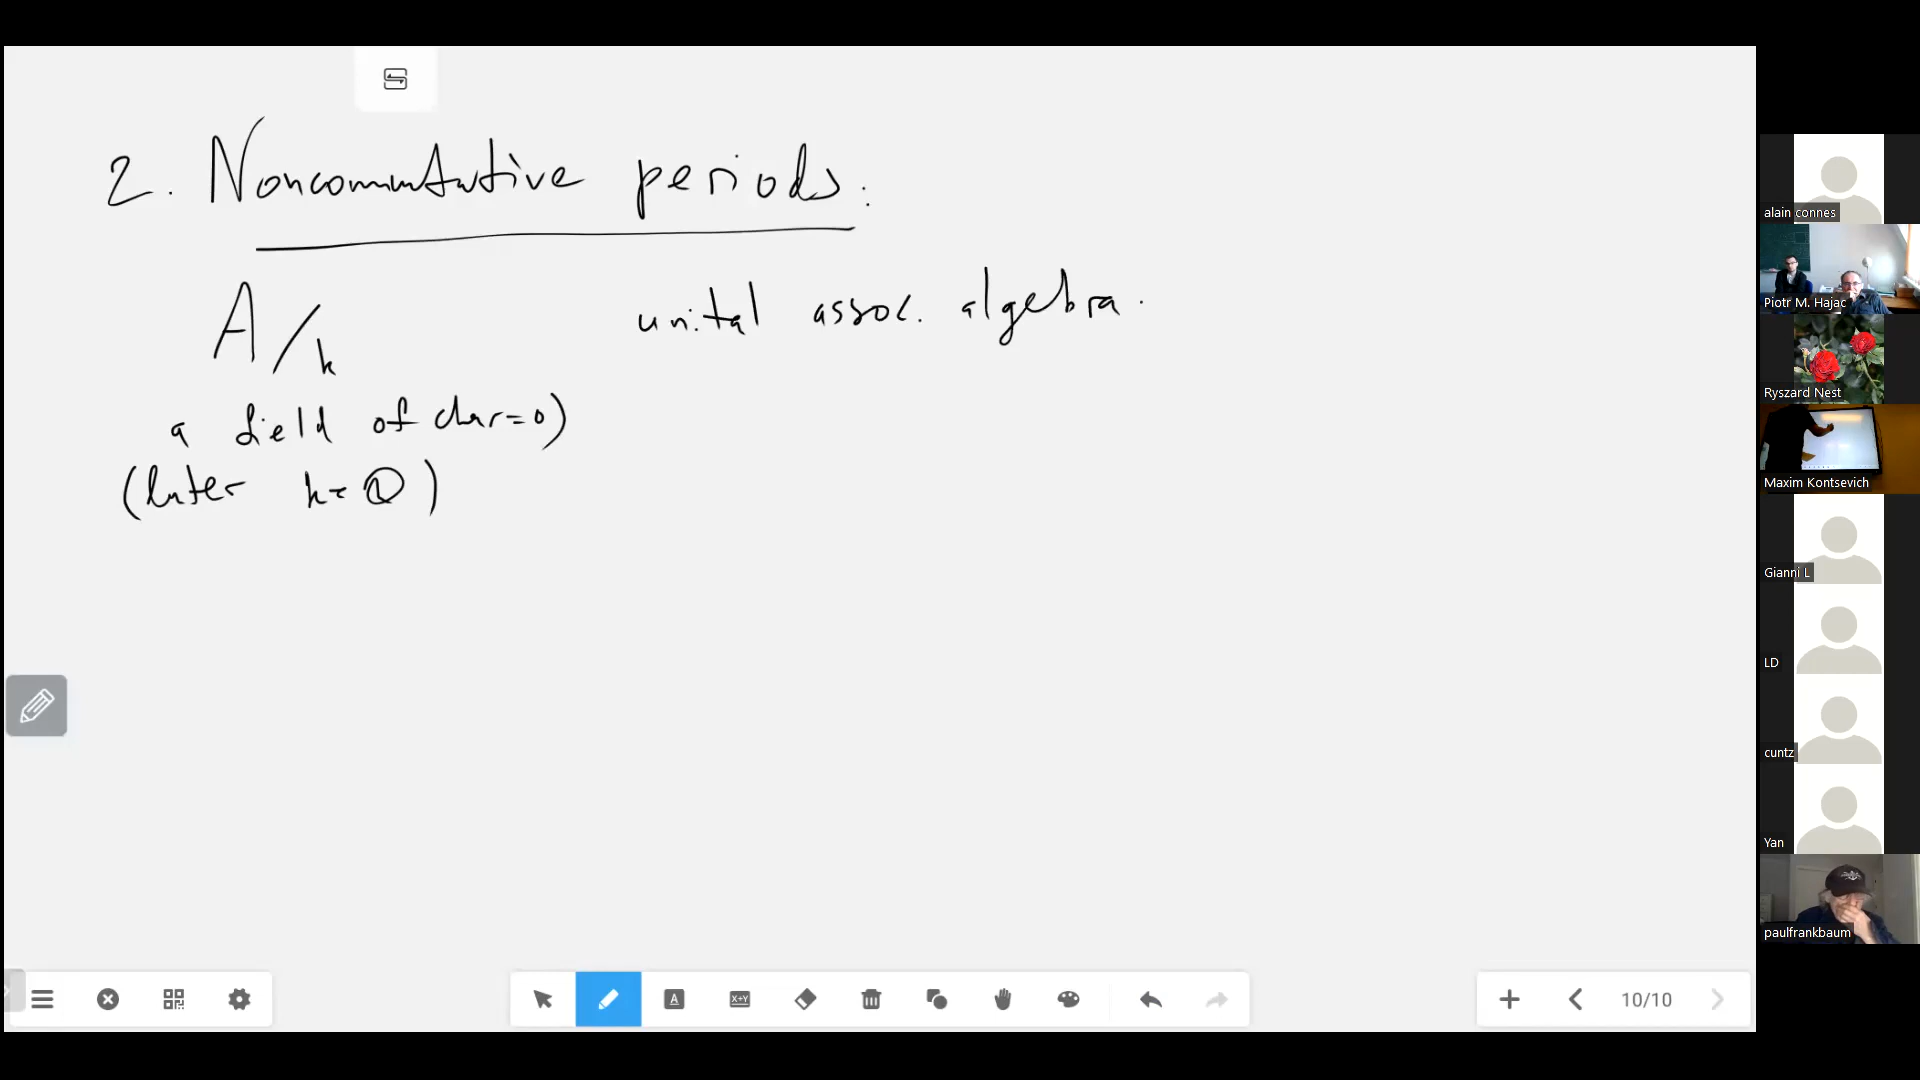 2. Noncommutative periods:
A/k unital assoc. algebra.
a field of char=0)
(later k=Q)
alain connes
Piotr M. Hajac
Ryszard Nest
Maxim Kontsevich
Gianni L
LD
cuntz
Yan
paulfrankbaum
A
X+Y
10/10